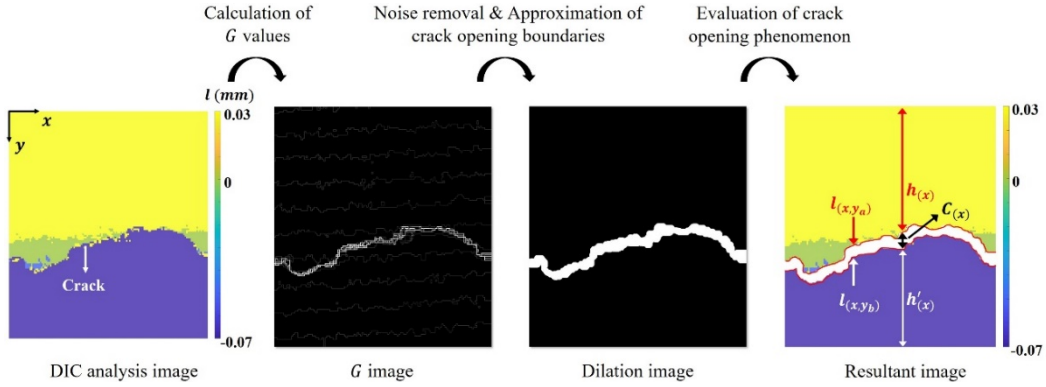 Calculation of
G values
Noise removal & Approximation of
crack opening boundaries
Evaluation of crack
opening phenomenon
l (mm)
x
y
0.03
0
-0.07
Crack
h(x)
l(x,ya)
C(x)
l(x,yb)
h′(x)
0.03
0
-0.07
DIC analysis image
G image
Dilation image
Resultant image